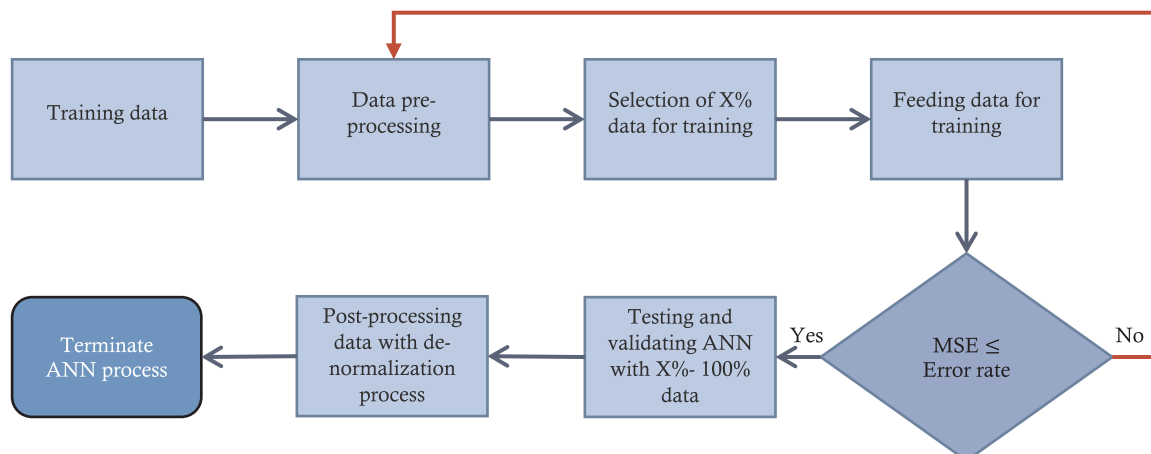 Training data
Data pre-
processing
Selection of X%
data for training
Feeding data for
training
Terminate
ANN process
Post-processing
data with de-
normalization
process
Testing and
validating ANN
with X%- 100%
data
Yes
MSE ≤
Error rate
No